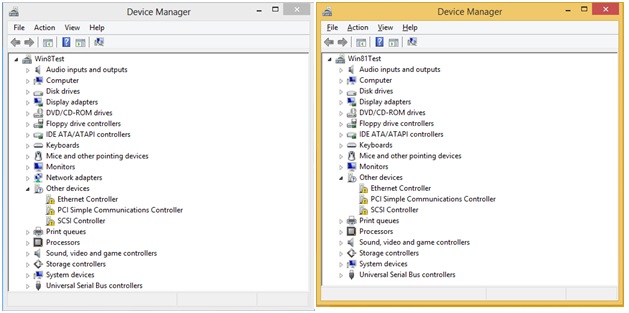 Device Manager
File Action View Help
Win8Test
Audio inputs and outputs
Computer
Disk drives
Display adapters
DVD/CD-ROM drives
Floppy drive controllers
IDE ATA/ATAPI controllers
Keyboards
Mice and other pointing devices
Monitors
Network adapters
Other devices
Ethernet Controller
PCI Simple Communications Controller
SCSI Controller
Print queues
Processors
Sound, video and game controllers
Storage controllers
System devices
Universal Serial Bus controllers
Device Manager
File Action View Help
Win81Test
Audio inputs and outputs
Computer
Disk drives
Display adapters
DVD/CD-ROM drives
Floppy drive controllers
IDE ATA/ATAPI controllers
Keyboards
Mice and other pointing devices
Monitors
Other devices
Ethernet Controller
PCI Simple Communications Controller
SCSI Controller
Print queues
Processors
Sound, video and game controllers
Storage controllers
System devices
Universal Serial Bus controllers